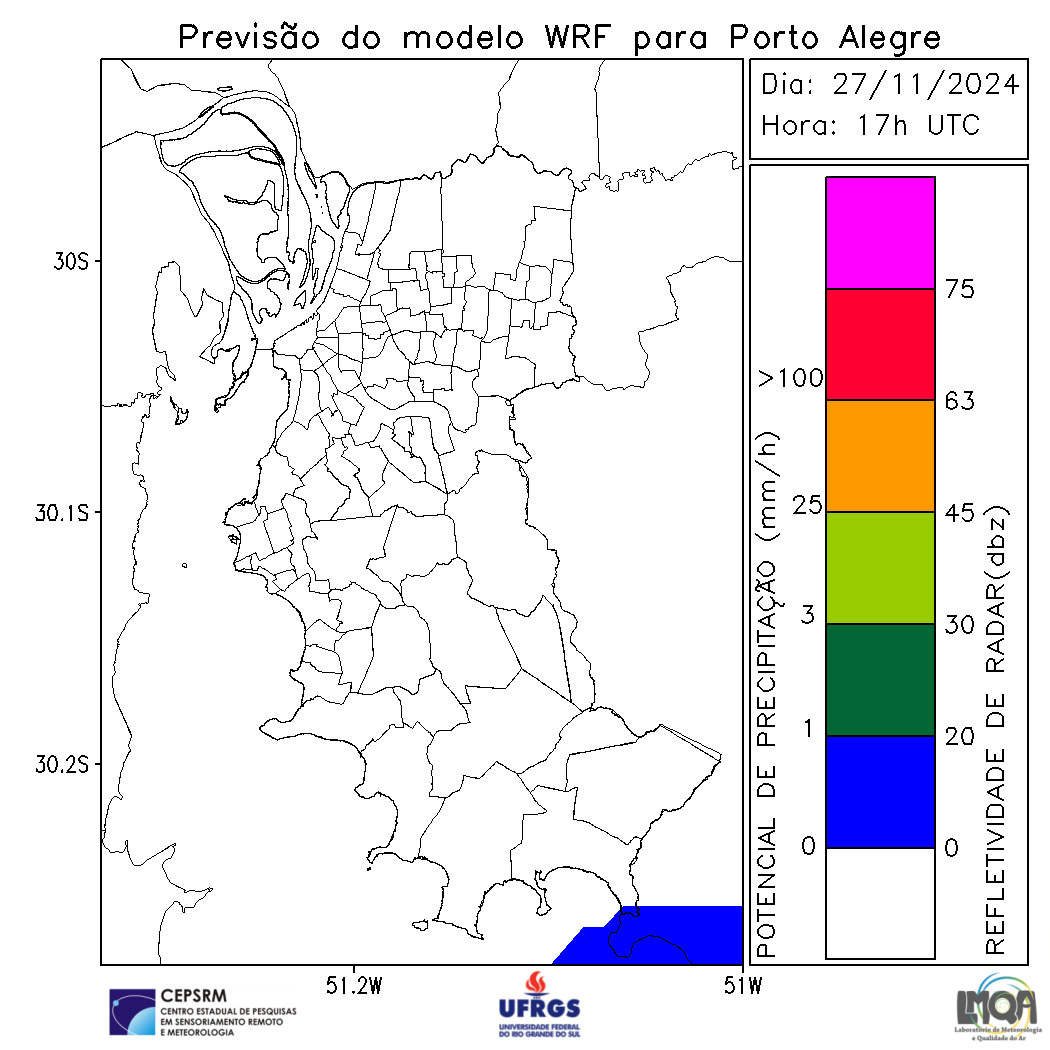 Previsão do modelo WRF para Porto Alegre
Dia: 27/11/2024
Hora: 17h UTC
30S
30.1S
30.2S
51.2W
51W
POTENCIAL DE PRECIPITAÇÃO (mm/h)
>100
25
3
1
0
75
63
45
30
20
0
REFLETIVIDADE DE RADAR(dbz)
CEPSRM
CENTRO ESTADUAL DE PESQUISAS
EM SENSORIAMENTO REMOTO
E METEOROLOGIA
UFRGS
UNIVERSIDADE FEDERAL
DO RIO GRANDE DO SUL
LMQA
Laboratório de Meteorologia
e Qualidade do Ar